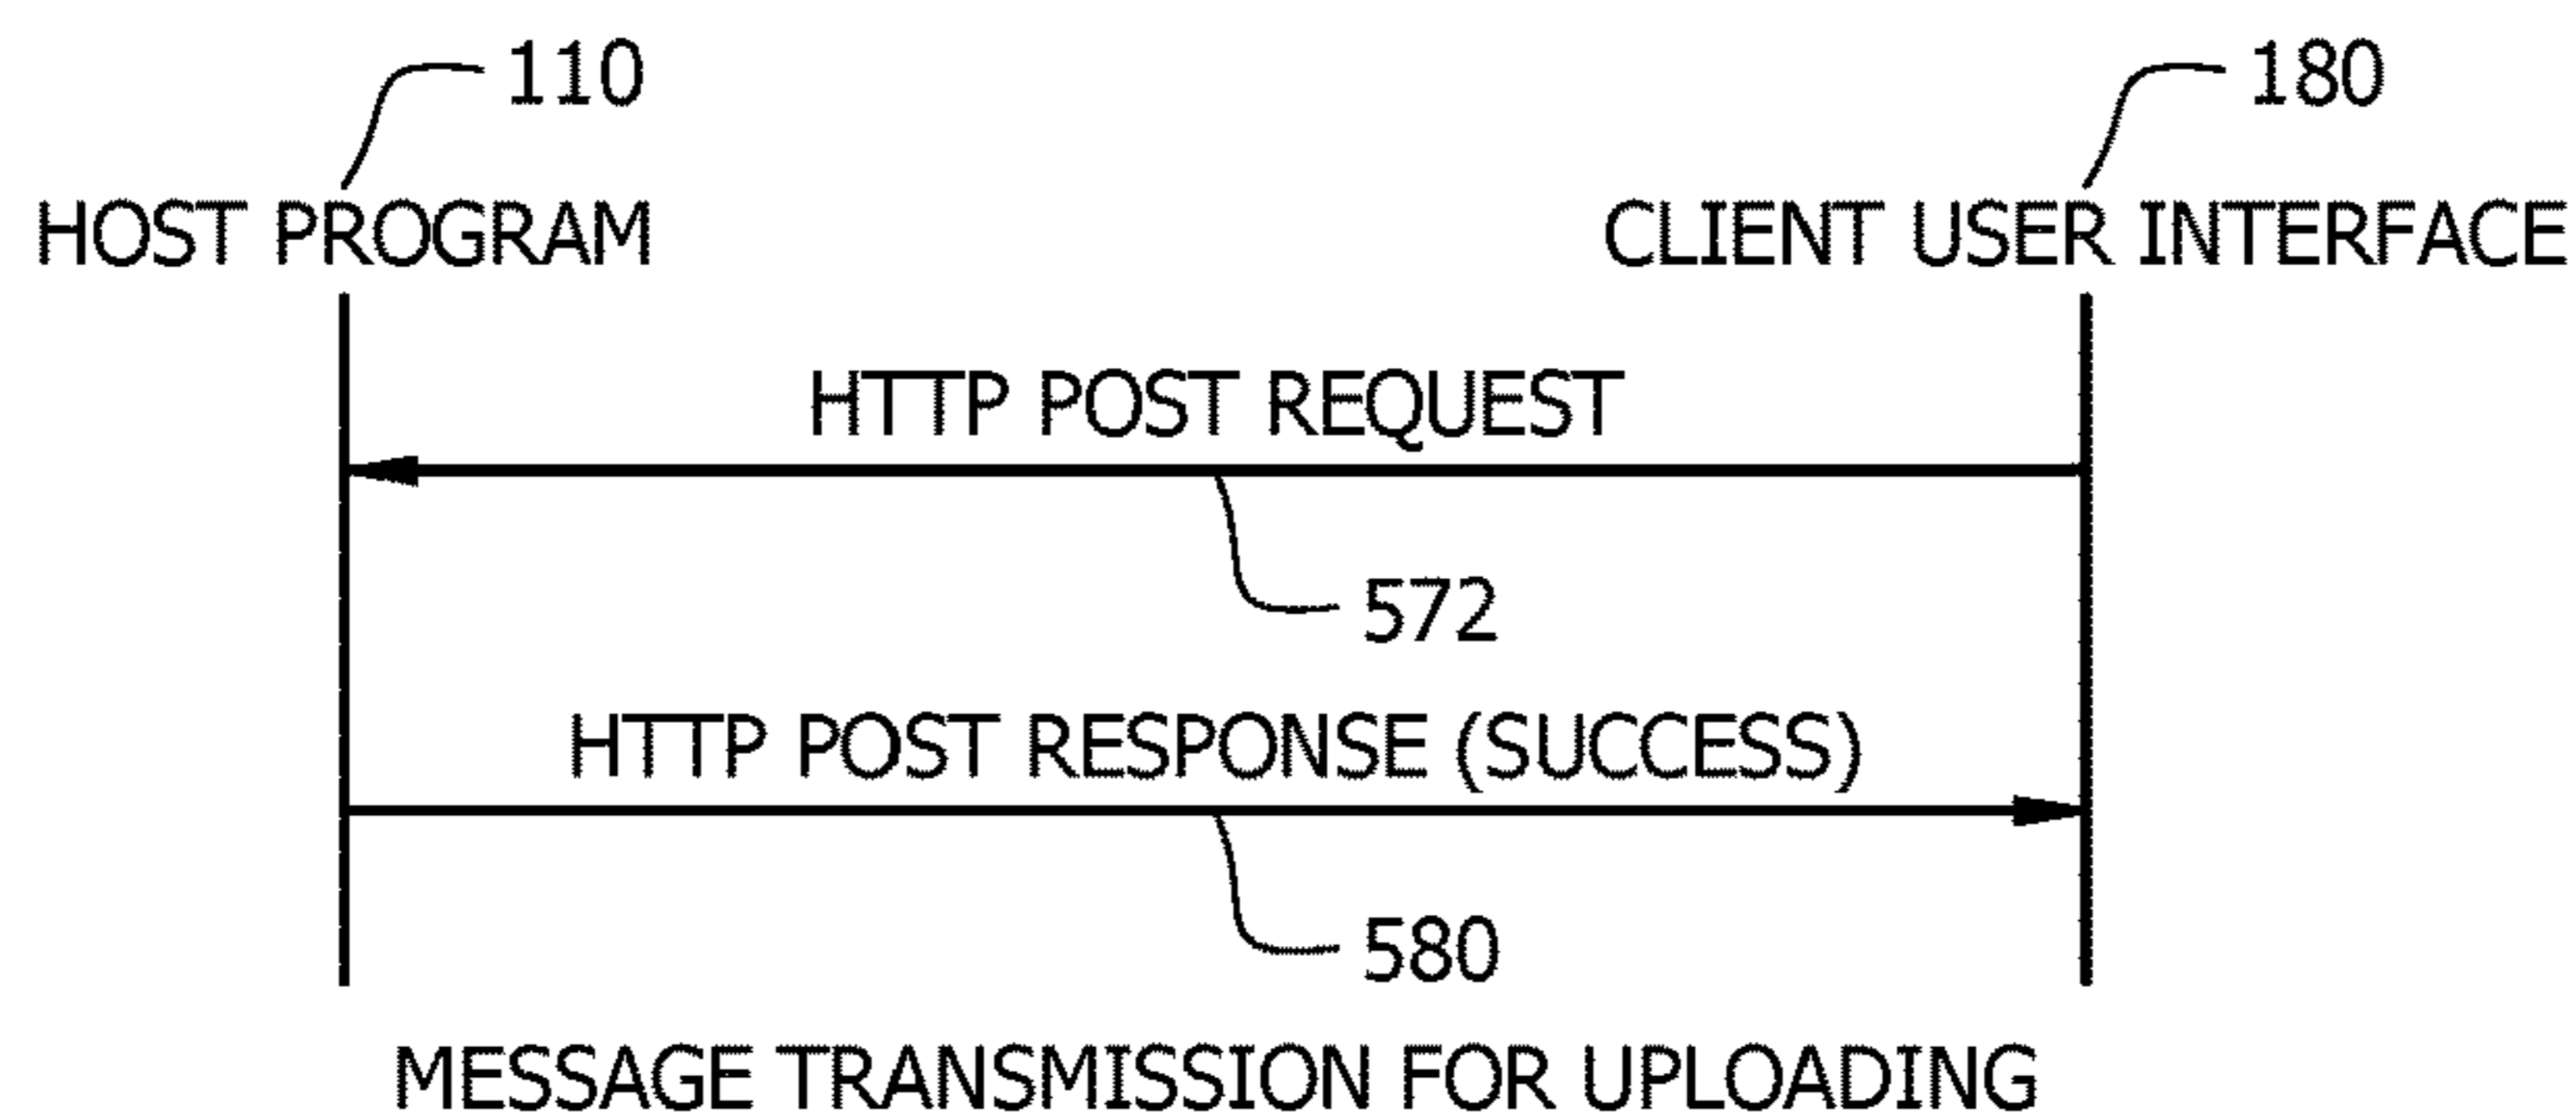 110
180
HOST PROGRAM
CLIENT USER INTERFACE
HTTP POST REQUEST
572
HTTP POST RESPONSE (SUCCESS)
580
MESSAGE TRANSMISSION FOR UPLOADING